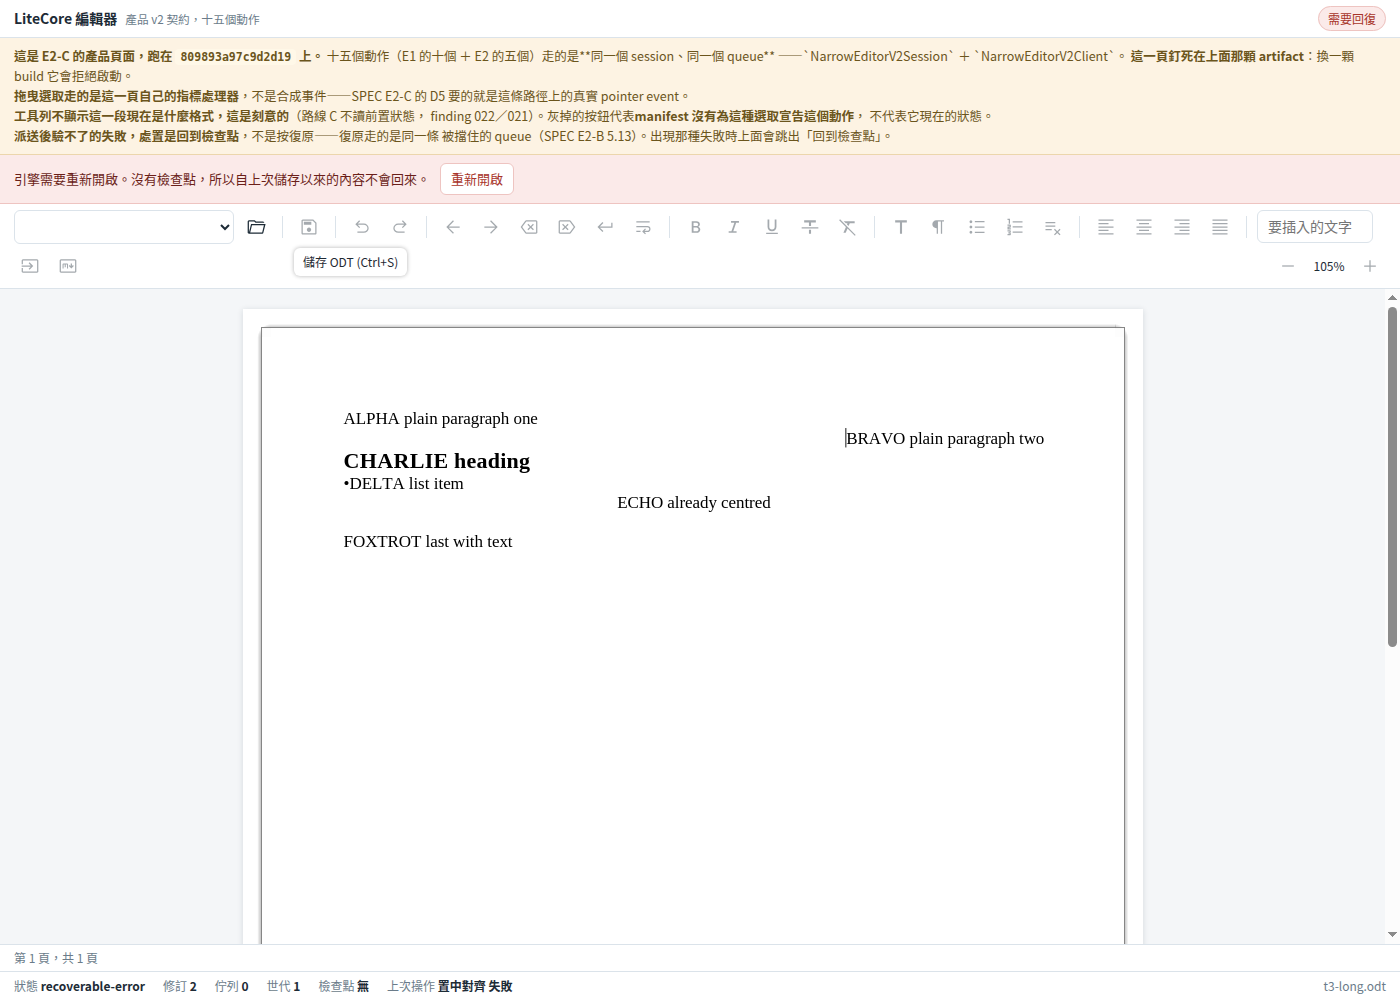 LiteCore 編輯器 產品 v2 契約，十五個動作 需要回復
這是 E2-C 的產品頁面，跑在 809893a97c9d2d19 上。 十五個動作（E1 的十個 ＋ E2 的五個）走的是**同一個 session、同一個 queue** ——`NarrowEditorV2Session` ＋ `NarrowEditorV2Client`。 這一頁釘死在上面那顆 artifact：換一顆
build 它會拒絕啟動。
拖曳選取走的是這一頁自己的指標處理器，不是合成事件——SPEC E2-C 的 D5 要的就是這條路徑上的真實 pointer event。
工具列不顯示這一段現在是什麼格式，這是刻意的（路線 C 不讀前置狀態， finding 022／021）。灰掉的按鈕代表manifest 沒有為這種選取宣告這個動作， 不代表它現在的狀態。
派送後驗不了的失敗，處置是回到檢查點，不是按復原——復原走的是同一條 被擋住的 queue（SPEC E2-B 5.13）。出現那種失敗時上面會跳出「回到檢查點」。
引擎需要重新開啟。沒有檢查點，所以自上次儲存以來的內容不會回來。 重新開啟
要插入的文字
儲存 ODT (Ctrl+S)
105%
ALPHA plain paragraph one
BRAVO plain paragraph two
CHARLIE heading
•DELTA list item
ECHO already centred
FOXTROT last with text
第 1 頁，共 1 頁
狀態 recoverable-error 修訂 2 佇列 0 世代 1 檢查點 無 上次操作 置中對齊 失敗 t3-long.odt